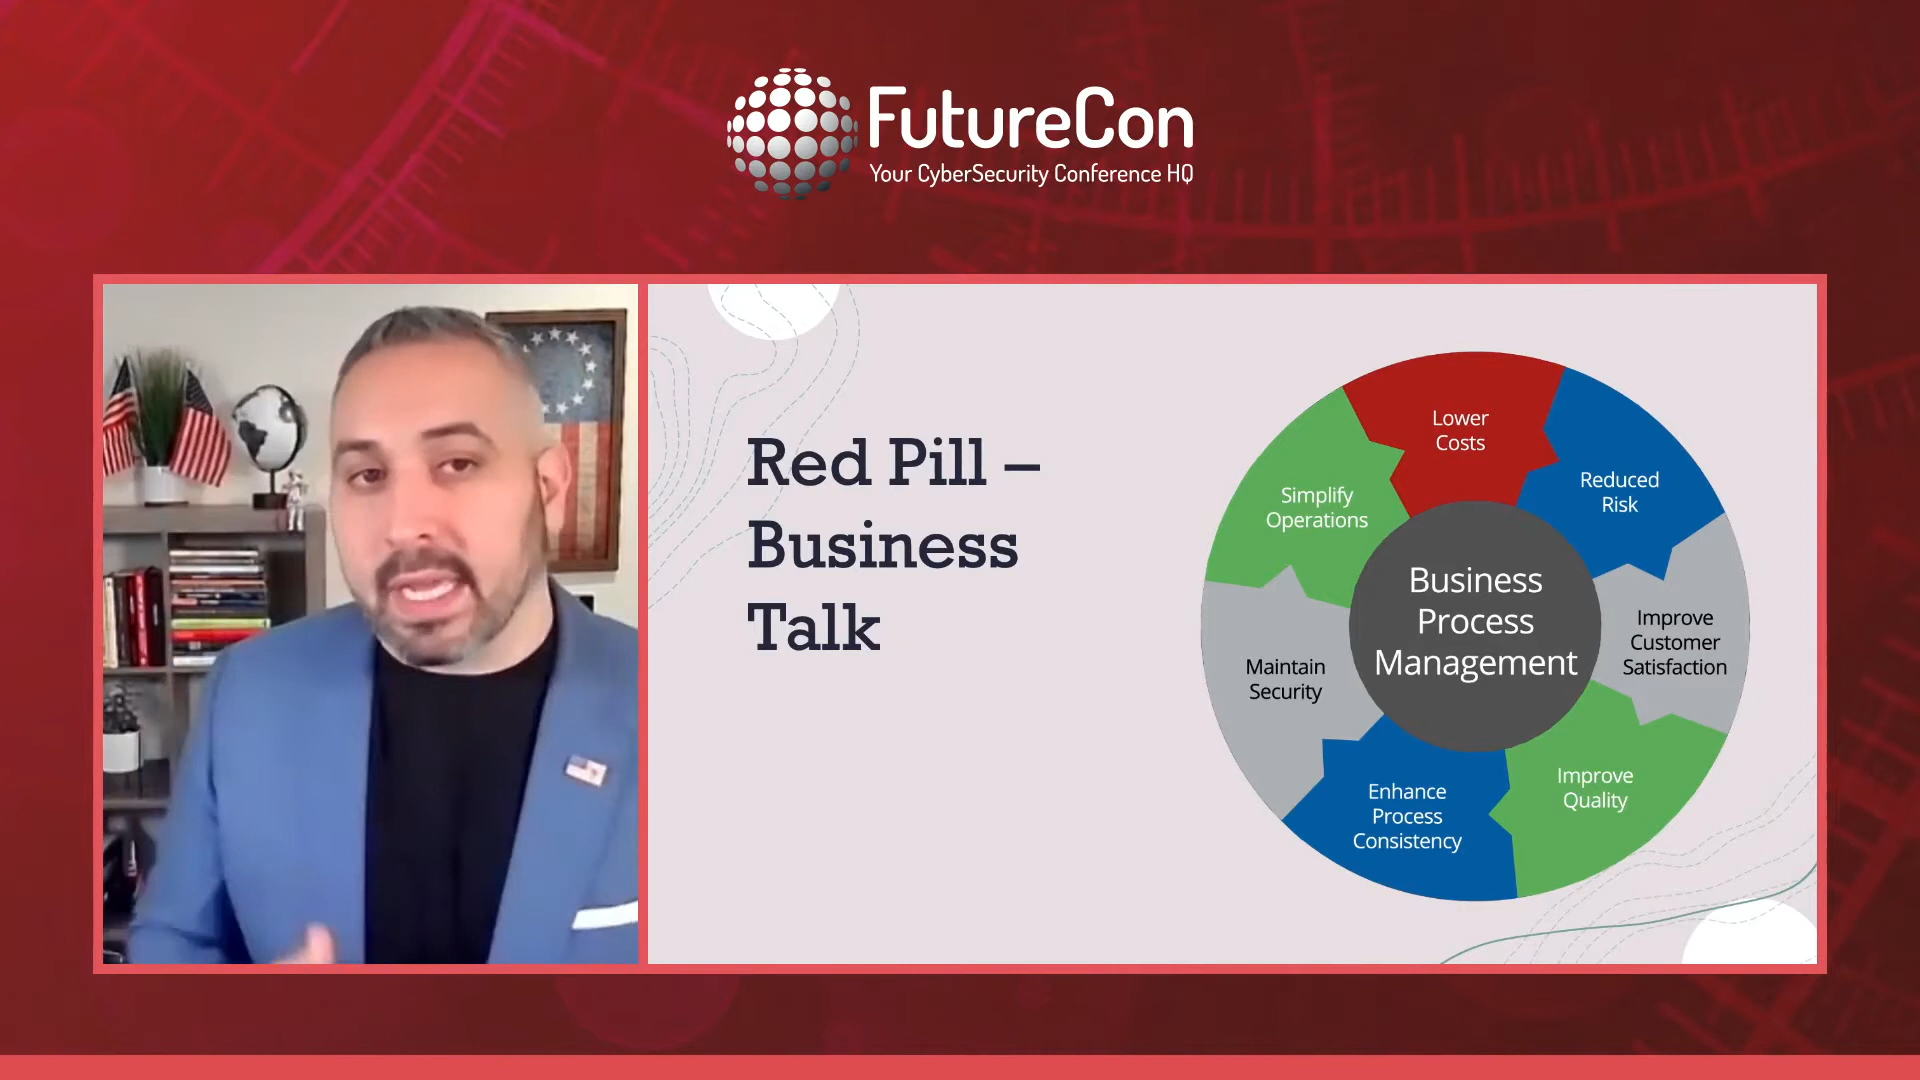 FutureCon
Your CyberSecurity Conference HQ
Red Pill –
Business
Talk
Lower
Costs
Reduced
Risk
Improve
Customer
Satisfaction
Improve
Quality
Enhance
Process
Consistency
Maintain
Security
Simplify
Operations
Business
Process
Management